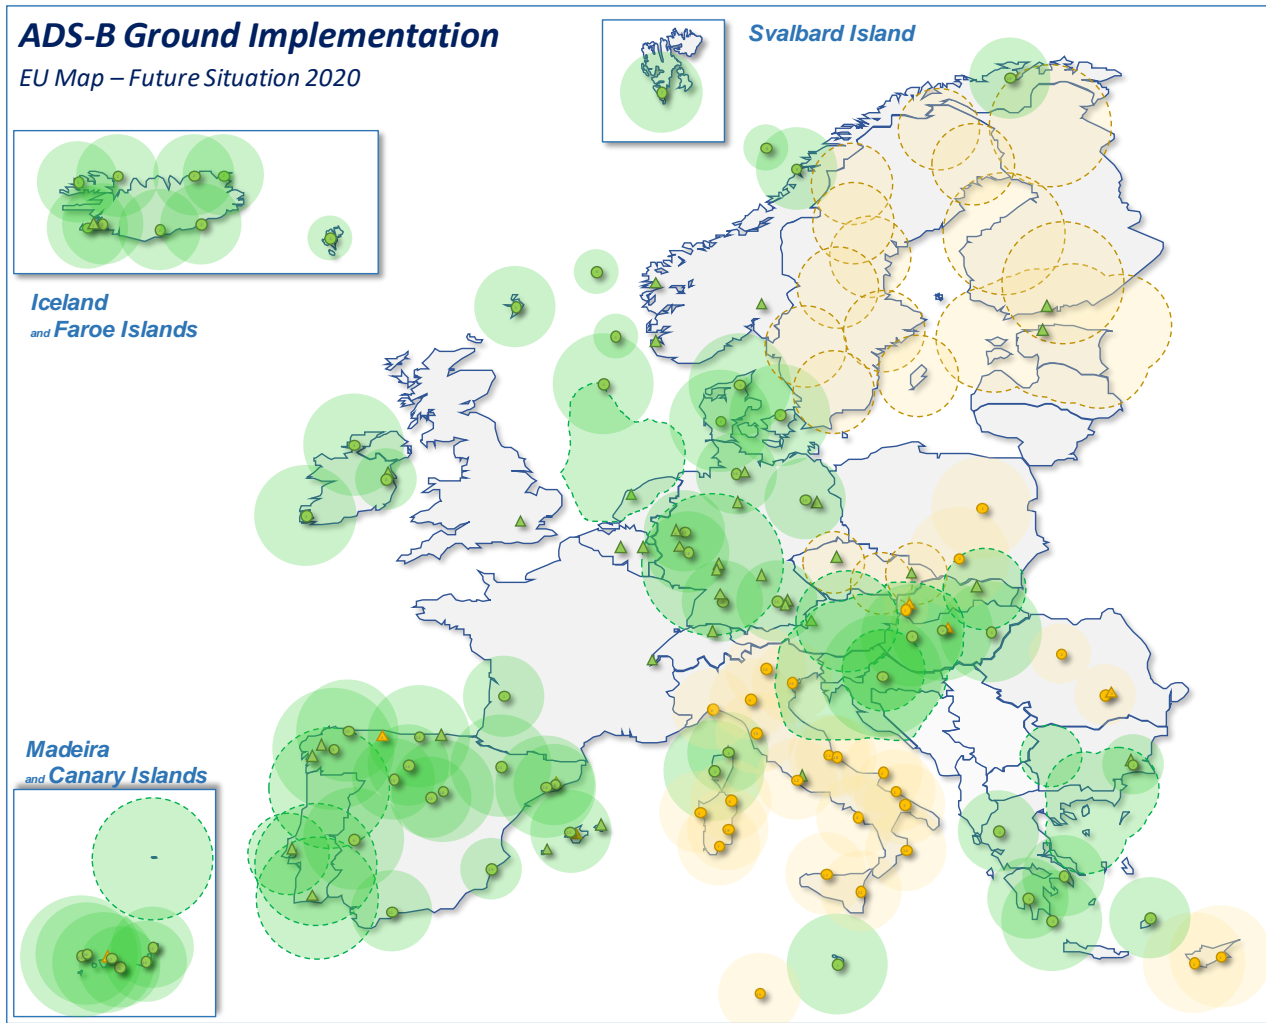 ADS-B Ground Implementation
EU Map – Future Situation 2020
Svalbard Island
Iceland
and Faroe Islands
Madeira
and Canary Islands